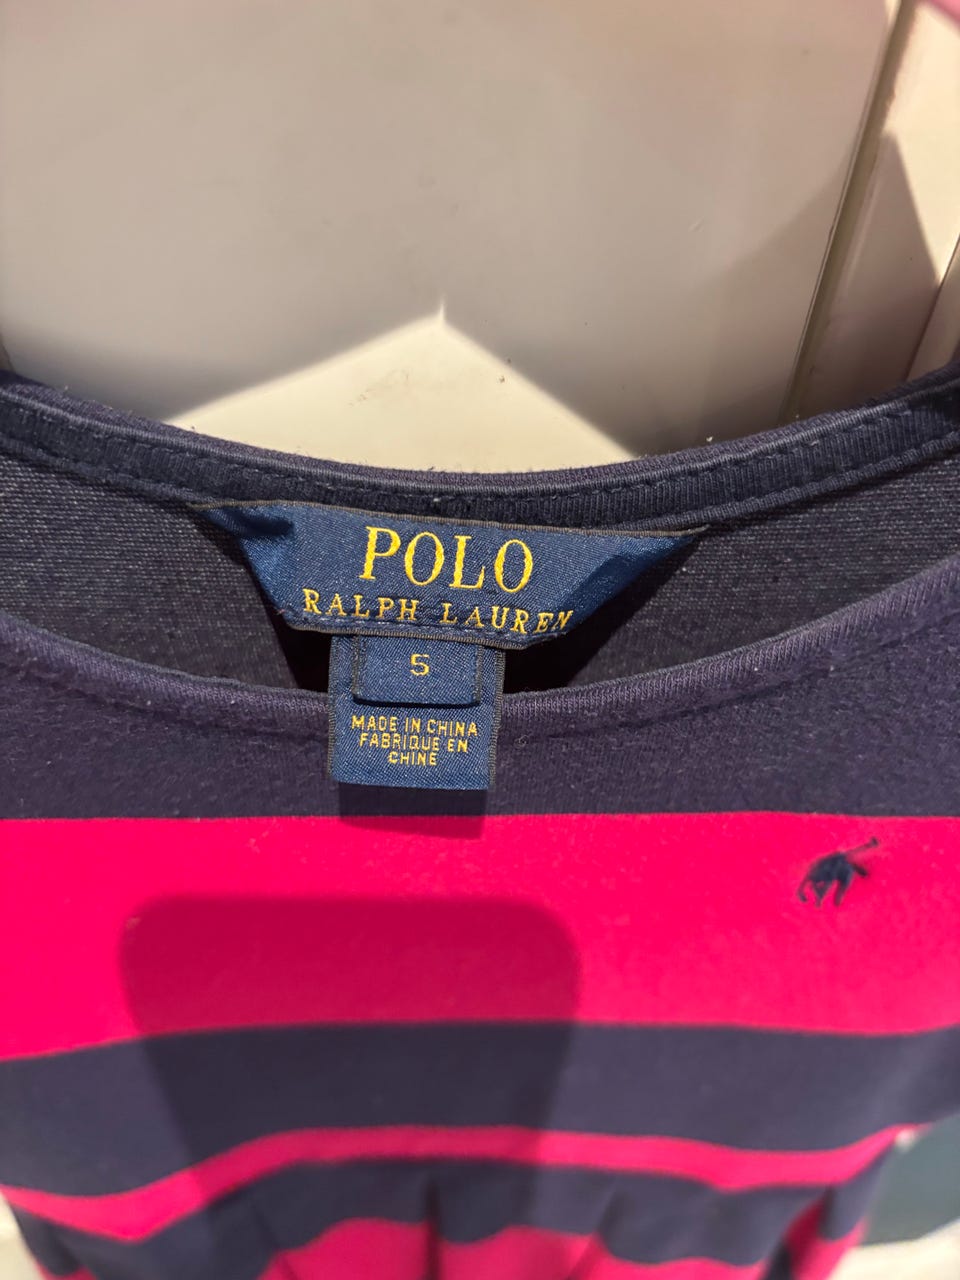 POLO
RALPH LAUREN
5
MADE IN CHINA
FABRIQUE EN
CHINE